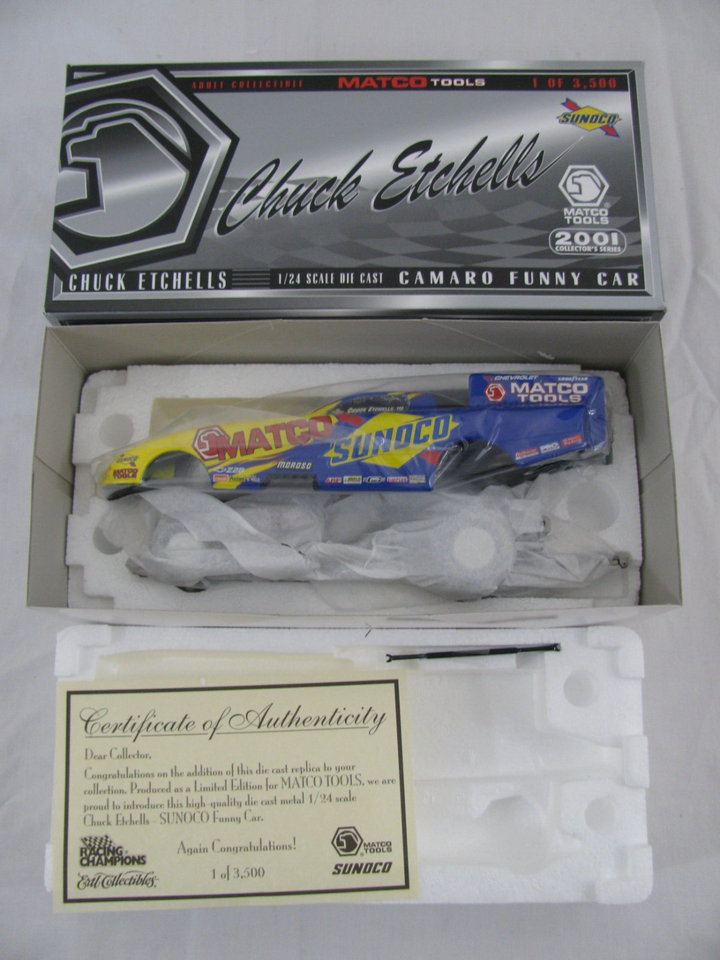 ADULT COLLECTIBLE MATCO TOOLS 1 OF 3,500
SUNOCO
Chuck Etchells
MATCO
TOOLS
2001
COLLECTOR'S SERIES
CHUCK ETCHELLS 1/24 SCALE DIE CAST CAMARO FUNNY CAR
CHEVROLET GOODYEAR
MATCO
TOOLS
MATCO SUNOCO
MATCO
TOOLS
Z28
MOROSO
Certificate of Authenticity
Dear Collector,
Congratulations on the addition of this die cast replica to your
collection. Produced as a Limited Edition for MATCO TOOLS, we are
proud to introduce this high-quality die cast metal 1/24 scale
Chuck Etchells - SUNOCO Funny Car.
Again Congratulations!
1 of 3,500
RACING
CHAMPIONS
Ertl Collectibles
MATCO
TOOLS
SUNOCO